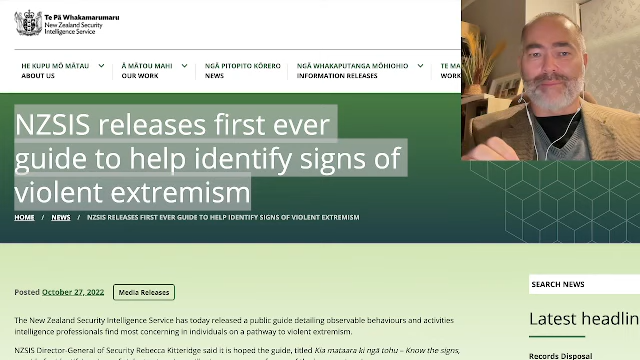 Te Pā Whakamarumaru
New Zealand Security
Intelligence Service
HE KUPU MŌ MĀTAU
ABOUT US
Ā MĀTOU MAHI
OUR WORK
NGĀ PITOPITO KŌRERO
NEWS
NGĀ WHAKAPUTANGA MŌHIOHIO
INFORMATION RELEASES
TE MA
WORK
NZSIS releases first ever
guide to help identify signs of
violent extremism
HOME / NEWS / NZSIS RELEASES FIRST EVER GUIDE TO HELP IDENTIFY SIGNS OF VIOLENT EXTREMISM
Posted October 27, 2022 Media Releases
The New Zealand Security Intelligence Service has today released a public guide detailing observable behaviours and activities
intelligence professionals find most concerning in individuals on a pathway to violent extremism.
NZSIS Director-General of Security Rebecca Kitteridge said it is hoped the guide, titled Kia mataara ki ngā tohu – Know the signs,
SEARCH NEWS
Latest headlin
Records Disposal